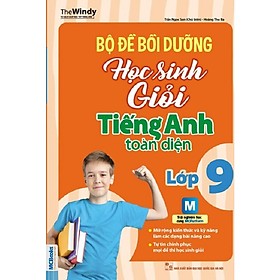 TheWindy
Trần Ngọc Lan (Chủ biên) - Hoàng Thu Ba
BỘ ĐỀ BỒI DƯỠNG
Học sinh
Giỏi
Tiếng Anh
toàn diện
Lớp 9
M
Mở rộng kiến thức và kỹ năng
làm các dạng bài nâng cao
Tự tin chinh phục
mọi đề thi học sinh giỏi
MCBooks